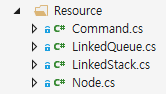 Resource
C# Command.cs
C# LinkedQueue.cs
C# LinkedStack.cs
C# Node.cs